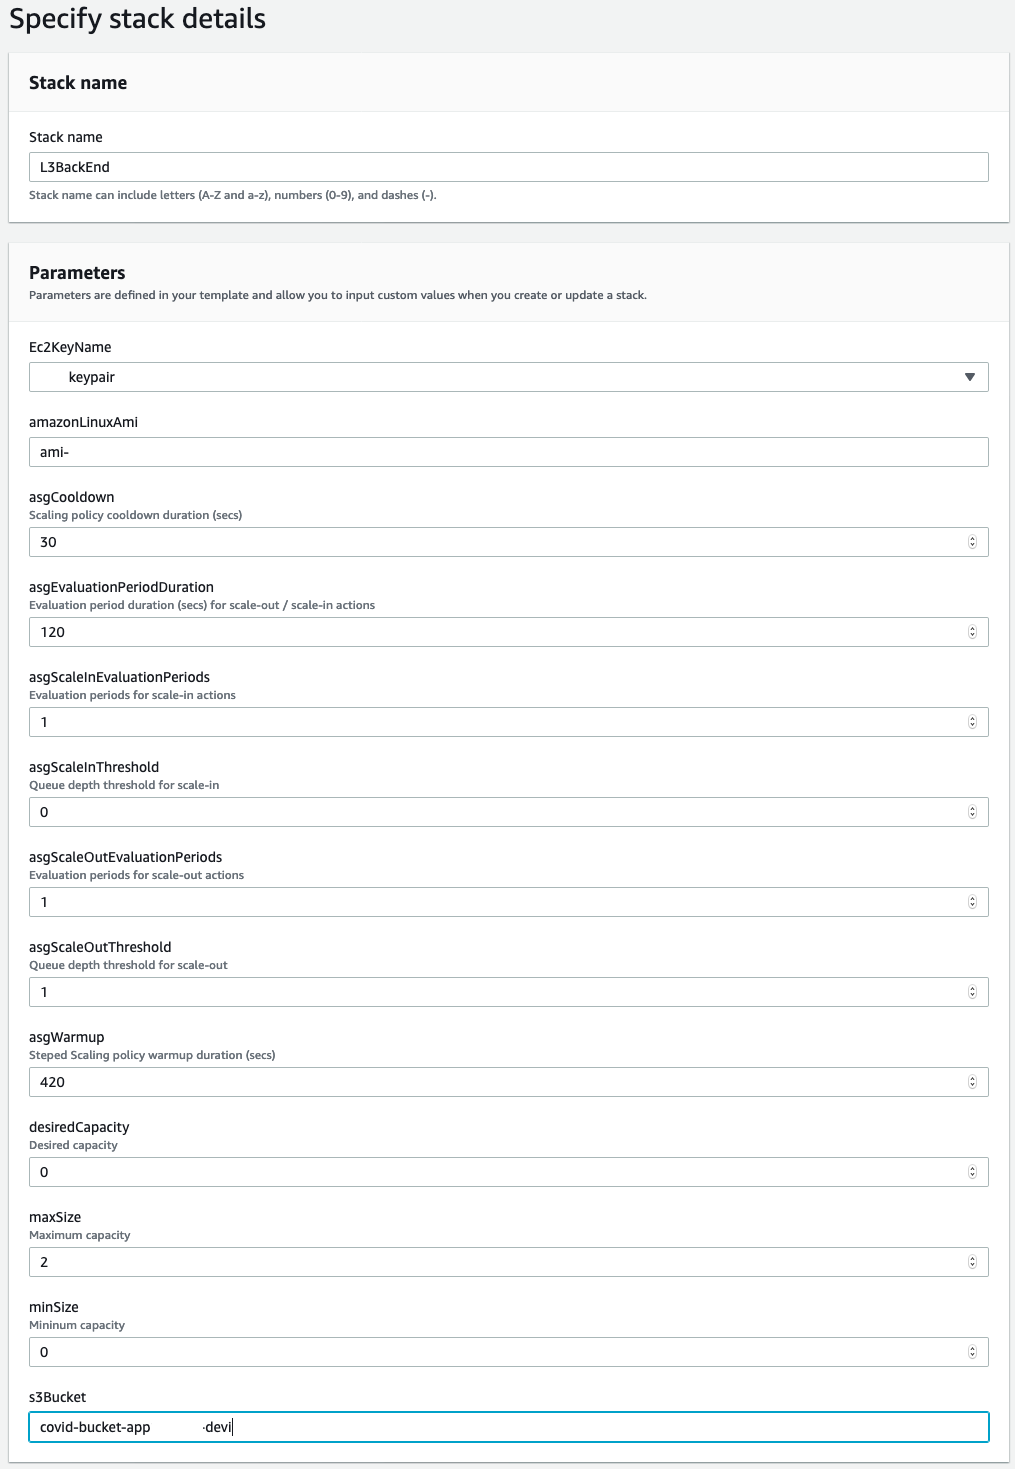 Specify stack details
Stack name
Stack name
L3BackEnd
Stack name can include letters (A-Z and a-z), numbers (0-9), and dashes (-).
Parameters
Parameters are defined in your template and allow you to input custom values when you create or update a stack.
Ec2KeyName
keypair
amazonLinuxAmi
ami-
asgCooldown
Scaling policy cooldown duration (secs)
30
asgEvaluationPeriodDuration
Evaluation period duration (secs) for scale-out / scale-in actions
120
asgScaleInEvaluationPeriods
Evaluation periods for scale-in actions
1
asgScaleInThreshold
Queue depth threshold for scale-in
0
asgScaleOutEvaluationPeriods
Evaluation periods for scale-out actions
1
asgScaleOutThreshold
Queue depth threshold for scale-out
1
asgWarmup
Steped Scaling policy warmup duration (secs)
420
desiredCapacity
Desired capacity
0
maxSize
Maximum capacity
2
minSize
Mininum capacity
0
s3Bucket
covid-bucket-app -devi